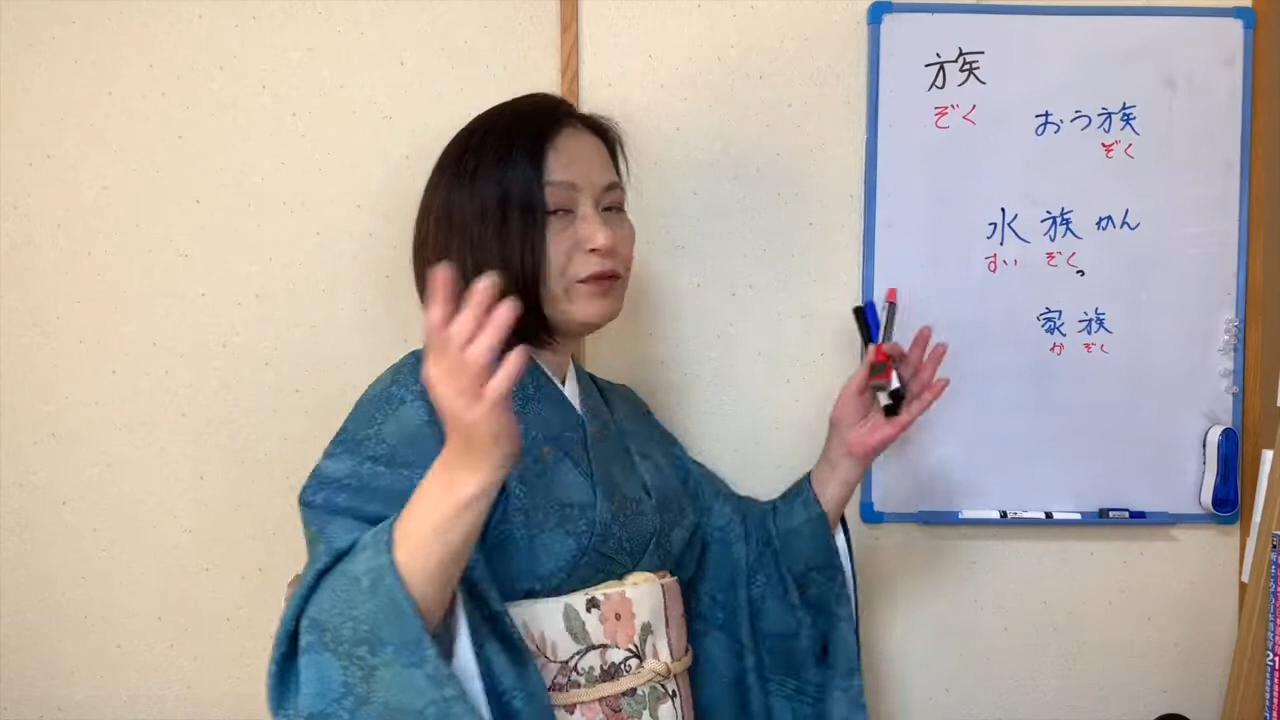 族
ぞく
おう族
ぞく
水族かん
すい ぞく
家族
か ぞく